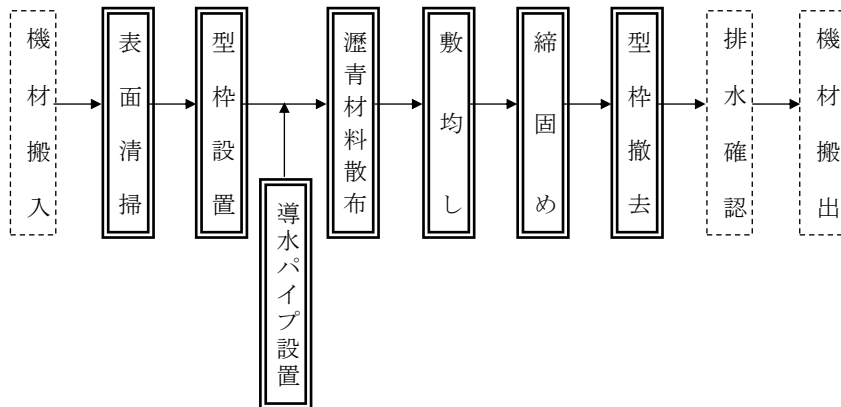 機材搬入
表面清掃
型枠設置
導水パイプ設置
瀝青材料散布
敷均し
締固め
型枠撤去
排水確認
機材搬出